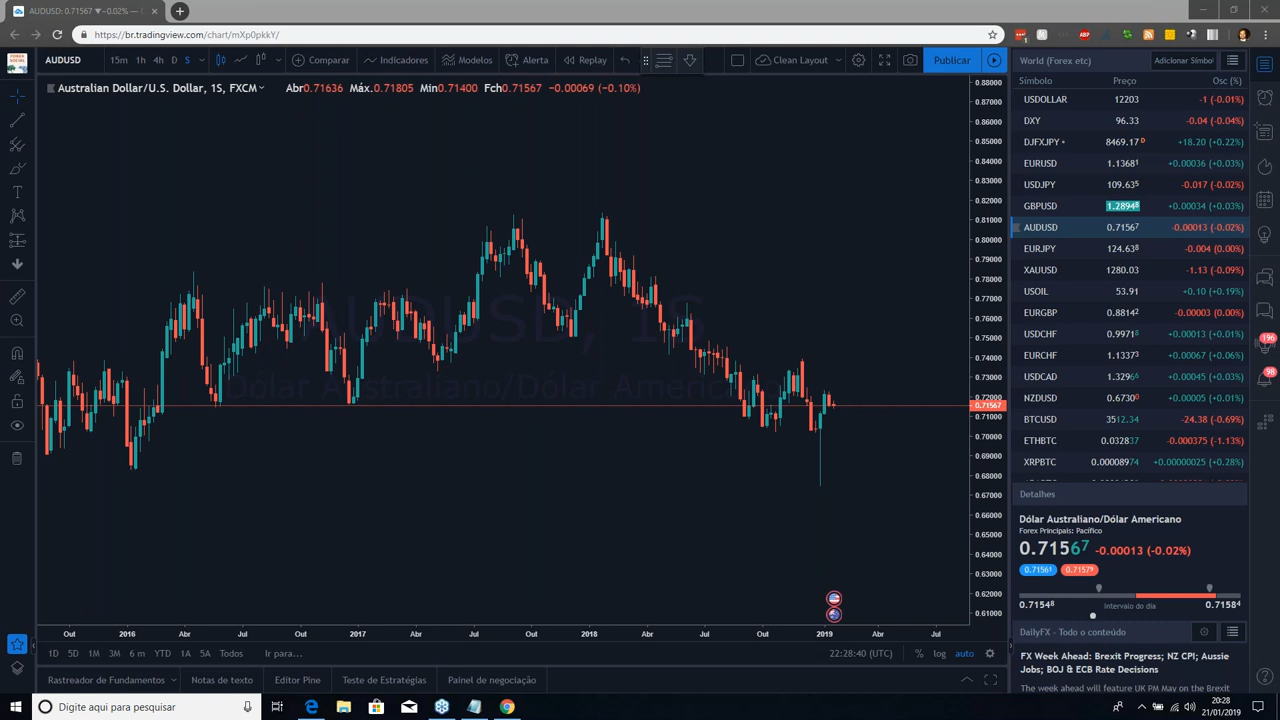 AUDUSD: 0.71567 ▼−0.02% —
https://br.tradingview.com/chart/mXp0pkkY/
AUDUSD 15m 1h 4h D S Comparar Indicadores Modelos Alerta Replay Clean Layout Publicar
Australian Dollar/U.S. Dollar, 1S, FXCM Abr0.71636 Máx.0.71805 Mín0.71400 Fch0.71567 −0.00069 (−0.10%)
AUDUSD, 1S
Dólar Australiano/Dólar Americano
0.88000
0.87000
0.86000
0.85000
0.84000
0.83000
0.82000
0.81000
0.80000
0.79000
0.78000
0.77000
0.76000
0.75000
0.74000
0.73000
0.72000
0.71567
0.71000
0.70000
0.69000
0.68000
0.67000
0.66000
0.65000
0.64000
0.63000
0.62000
0.61000
Out 2016 Abr Jul Out 2017 Abr Jul Out 2018 Abr Jul Out 2019 Abr Jul
1D 5D 1M 3M 6 m YTD 1A 5A Todos Ir para... 22:28:40 (UTC) % log auto
Rastreador de Fundamentos Notas de texto Editor Pine Teste de Estratégias Painel de negociação
World (Forex etc) Adicionar Símbol
Símbolo Preço Osc (%)
USDOLLAR 12203 -1 (-0.01%)
DXY 96.33 -0.04 (-0.04%)
DJFXJPY 8469.17 D +18.20 (+0.22%)
EURUSD 1.13681 +0.00036 (+0.03%)
USDJPY 109.635 -0.017 (-0.02%)
GBPUSD 1.28948 +0.00034 (+0.03%)
AUDUSD 0.71567 -0.00013 (-0.02%)
EURJPY 124.638 -0.004 (0.00%)
XAUUSD 1280.03 -1.13 (-0.09%)
USOIL 53.91 +0.10 (+0.19%)
EURGBP 0.88142 -0.00003 (0.00%)
USDCHF 0.99718 +0.00013 (+0.01%)
EURCHF 1.13373 +0.00067 (+0.06%)
USDCAD 1.32966 +0.00045 (+0.03%)
NZDUSD 0.67300 +0.00005 (+0.01%)
BTCUSD 3512.34 -24.38 (-0.69%)
ETHBTC 0.032837 -0.000375 (-1.13%)
XRPBTC 0.00008974 +0.00000025 (+0.28%)
Detalhes
Dólar Australiano/Dólar Americano
Forex Principais: Pacífico
0.71567 -0.00013 (-0.02%)
0.71561 0.71579
0.71548 Intervalo do dia 0.71584
DailyFX - Todo o conteúdo
FX Week Ahead: Brexit Progress; NZ CPI; Aussie
Jobs; BOJ & ECB Rate Decisions
The week ahead will feature UK PM May on the Brexit
196
98
Digite aqui para pesquisar
20:28
21/01/2019